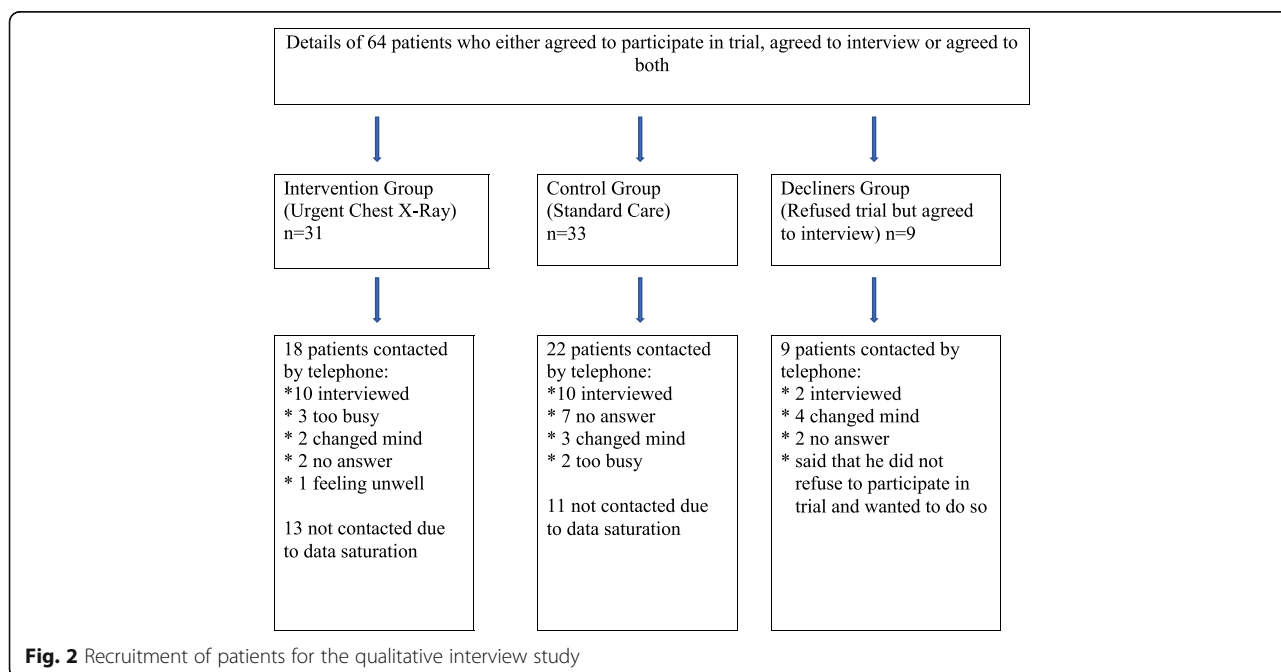 Details of 64 patients who either agreed to participate in trial, agreed to interview or agreed to
both
Intervention Group
(Urgent Chest X-Ray)
n=31
Control Group
(Standard Care)
n=33
Decliners Group
(Refused trial but agreed
to interview) n=9
18 patients contacted
by telephone:
*10 interviewed
* 3 too busy
* 2 changed mind
* 2 no answer
* 1 feeling unwell
13 not contacted due
to data saturation
22 patients contacted
by telephone:
*10 interviewed
* 7 no answer
* 3 changed mind
* 2 too busy
11 not contacted due
to data saturation
9 patients contacted by
telephone:
* 2 interviewed
* 4 changed mind
* 2 no answer
* said that he did not
refuse to participate in
trial and wanted to do so
Fig. 2 Recruitment of patients for the qualitative interview study